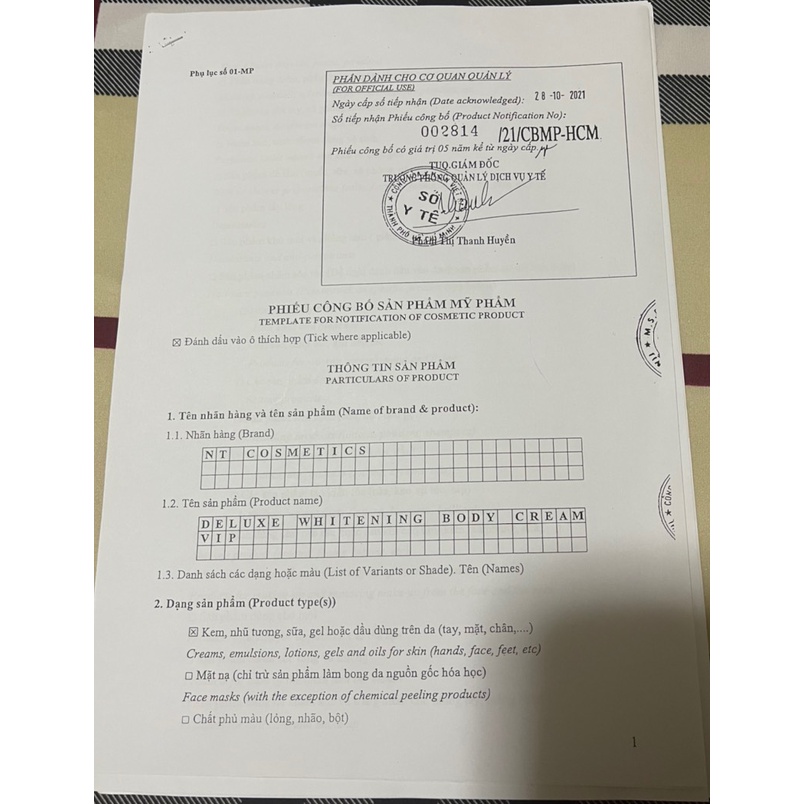 Phụ lục số 01-MP
PHẦN DÀNH CHO CƠ QUAN QUẢN LÝ
(FOR OFFICIAL USE)
Ngày cấp số tiếp nhận (Date acknowledged): 28 -10- 2021
Số tiếp nhận Phiếu công bố (Product Notification No):
002814 /21/CBMP-HCM
Phiếu công bố có giá trị 05 năm kể từ ngày cấp.
TUQ.GIÁM ĐỐC
TRƯỞNG PHÒNG QUẢN LÝ DỊCH VỤ Y TẾ
SỞ
Y TẾ
Phạm Thị Thanh Huyền
PHIẾU CÔNG BỐ SẢN PHẨM MỸ PHẨM
TEMPLATE FOR NOTIFICATION OF COSMETIC PRODUCT
☒ Đánh dấu vào ô thích hợp (Tick where applicable)
THÔNG TIN SẢN PHẨM
PARTICULARS OF PRODUCT
1. Tên nhãn hàng và tên sản phẩm (Name of brand & product):
1.1. Nhãn hàng (Brand)
NT COSMETICS
1.2. Tên sản phẩm (Product name)
DELUXE WHITENING BODY CREAM
VIP
1.3. Danh sách các dạng hoặc màu (List of Variants or Shade). Tên (Names)
2. Dạng sản phẩm (Product type(s))
☒ Kem, nhũ tương, sữa, gel hoặc dầu dùng trên da (tay, mặt, chân,....)
Creams, emulsions, lotions, gels and oils for skin (hands, face, feet, etc)
☐ Mặt nạ (chỉ trừ sản phẩm làm bong da nguồn gốc hóa học)
Face masks (with the exception of chemical peeling products)
☐ Chất phủ màu (lỏng, nhão, bột)
1